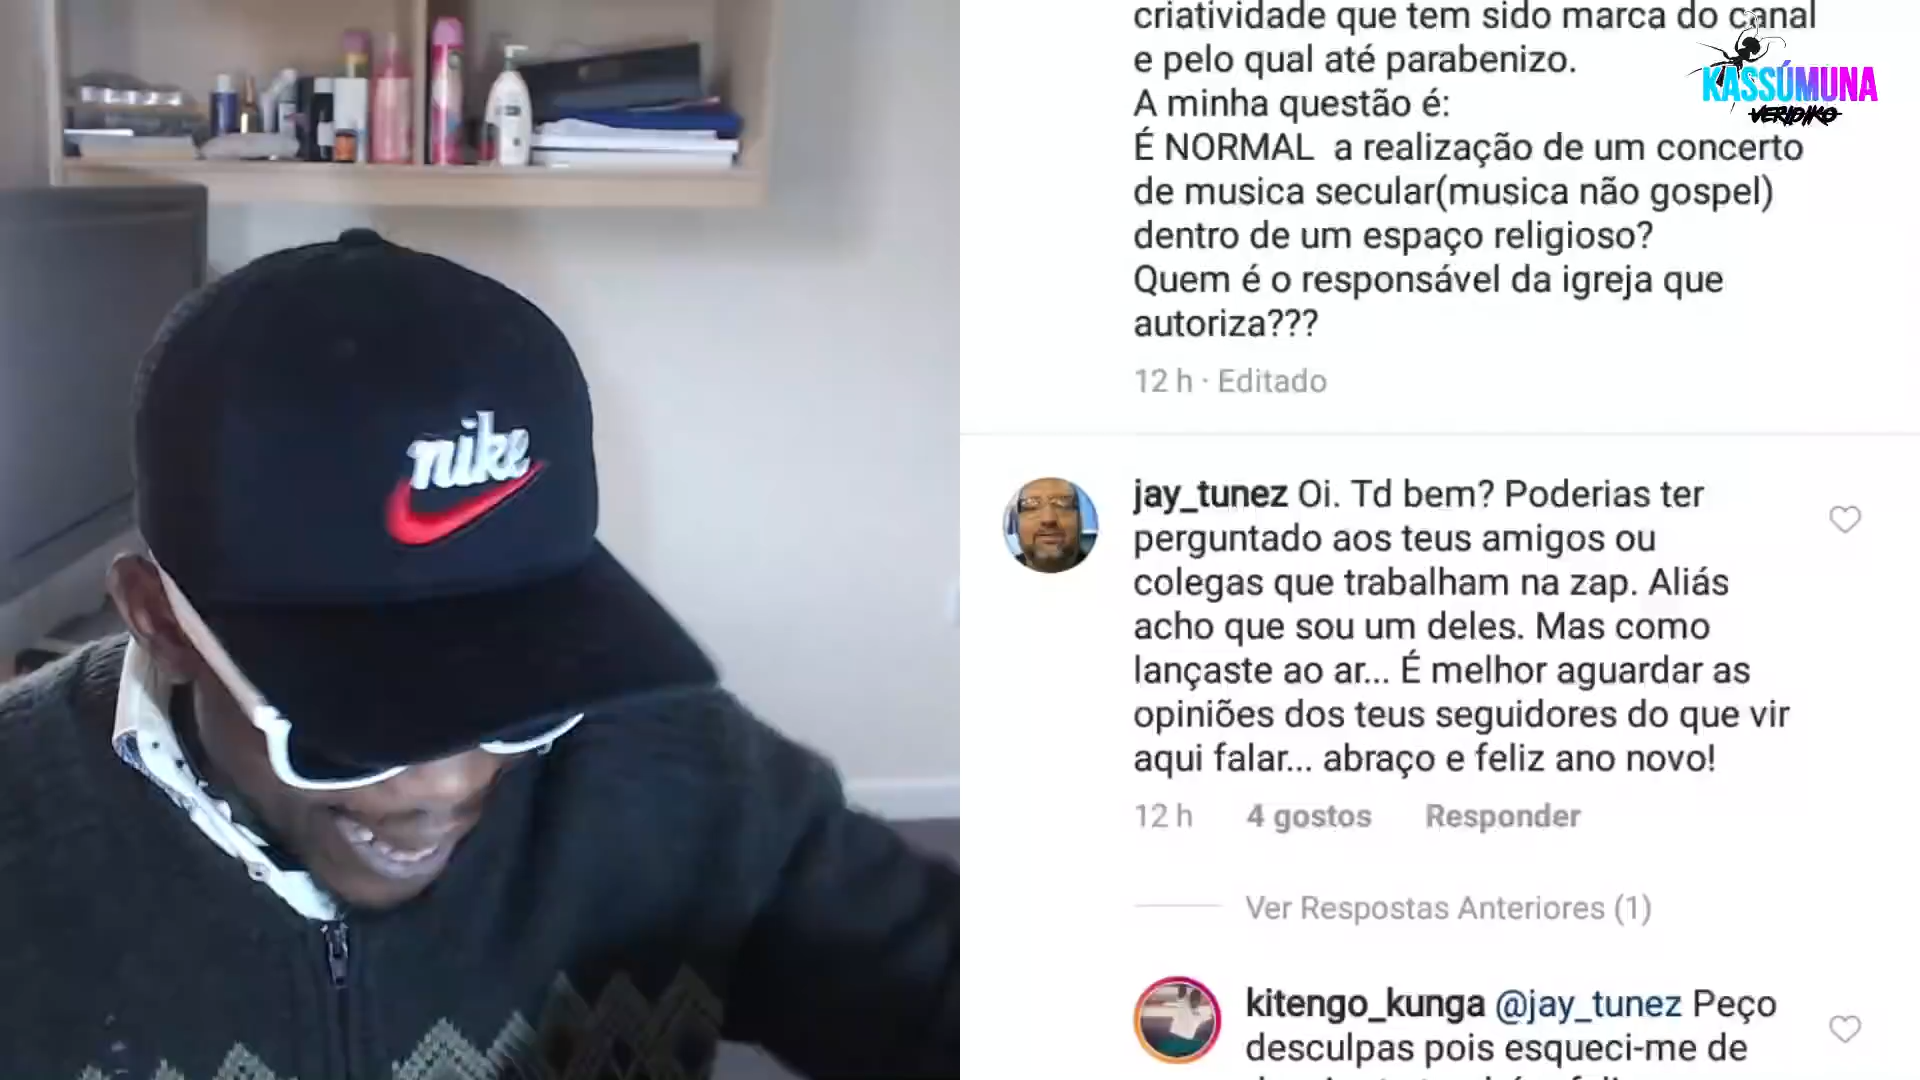 criatividade que tem sido marca do canal
e pelo qual até parabenizo.
A minha questão é:
É NORMAL a realização de um concerto
de musica secular(musica não gospel)
dentro de um espaço religioso?
Quem é o responsável da igreja que
autoriza???
12 h · Editado
KASSÚMUNA
VERIDIKO
nike
jay_tunez Oi. Td bem? Poderias ter
perguntado aos teus amigos ou
colegas que trabalham na zap. Aliás
acho que sou um deles. Mas como
lançaste ao ar... É melhor aguardar as
opiniões dos teus seguidores do que vir
aqui falar... abraço e feliz ano novo!
12 h 4 gostos Responder
Ver Respostas Anteriores (1)
kitengo_kunga @jay_tunez Peço
desculpas pois esqueci-me de